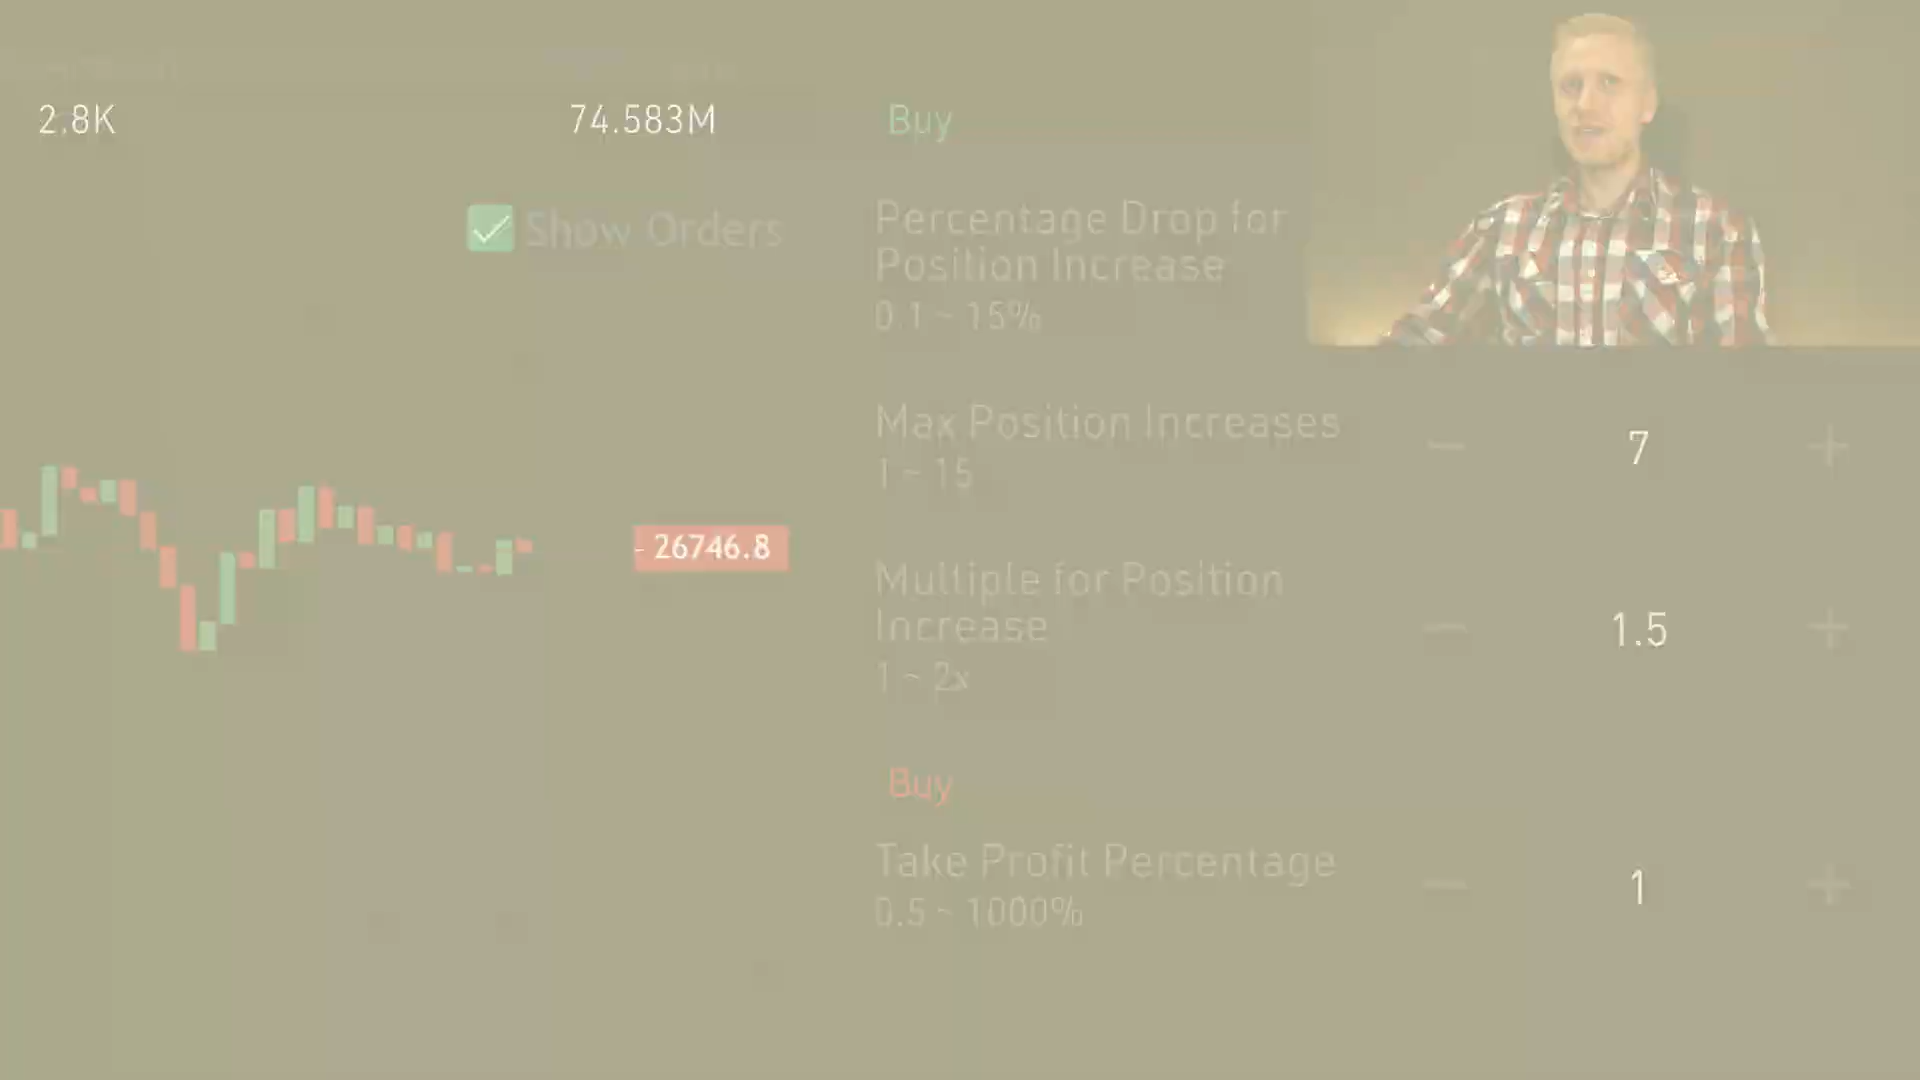 2.8K
74.583M
Show Orders
26746.8
Buy
Percentage Drop for
Position Increase
0.1 ~ 15%
Max Position Increases
1 ~ 15
7
Multiple for Position
Increase
1 ~ 2x
1.5
Buy
Take Profit Percentage
0.5 ~ 1000%
1